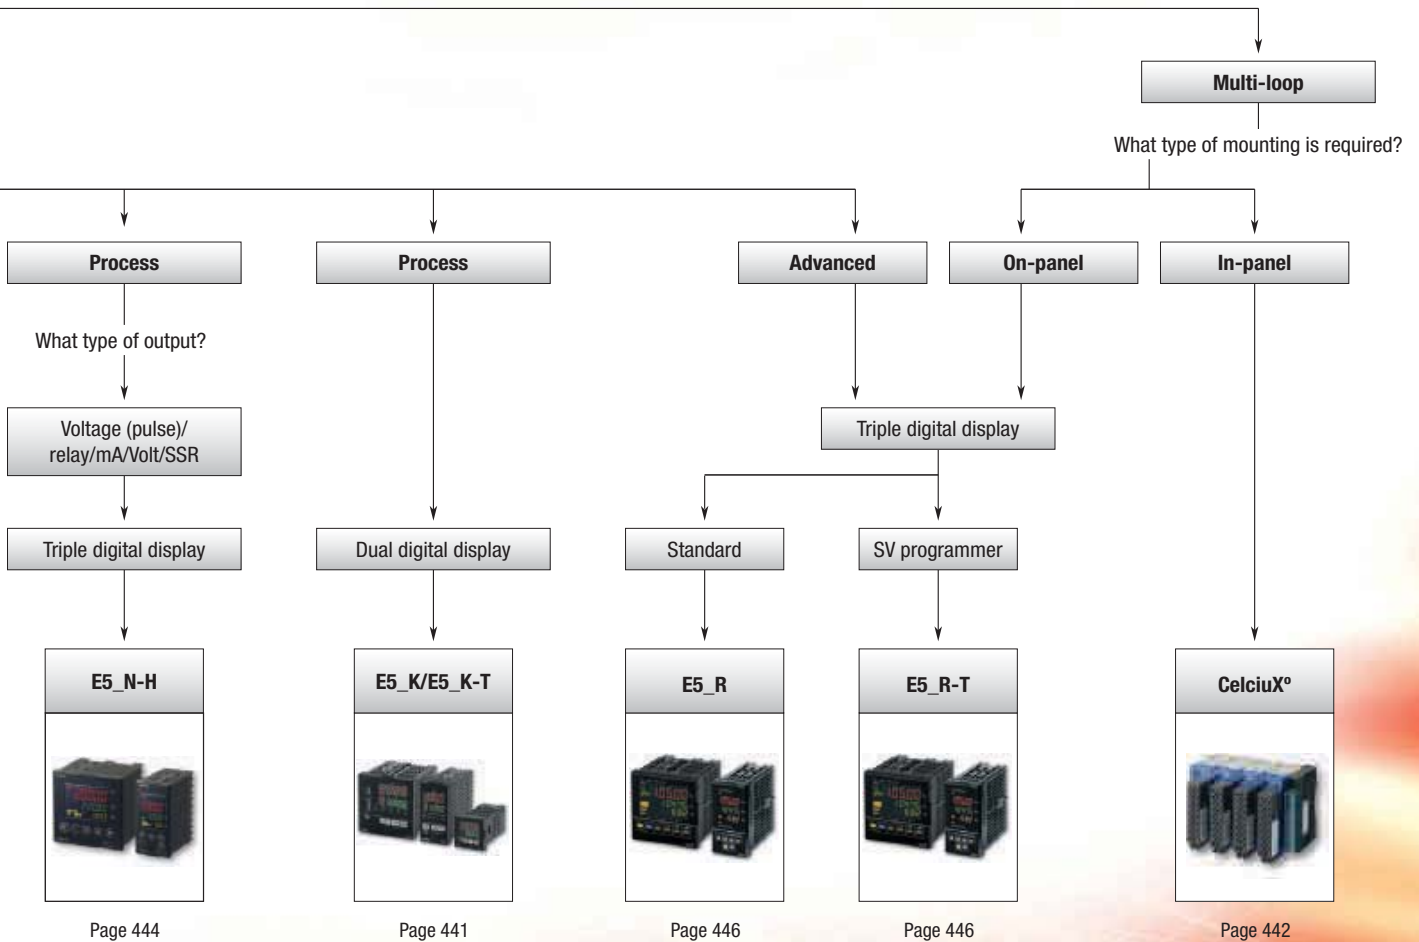 Multi-loop
What type of mounting is required?
Process
Process
Advanced
On-panel
In-panel
What type of output?
Voltage (pulse)/
relay/mA/Volt/SSR
Triple digital display
Triple digital display
Dual digital display
Standard
SV programmer
E5_N-H
E5_K/E5_K-T
E5_R
E5_R-T
CelciuXº
Page 444
Page 441
Page 446
Page 446
Page 442